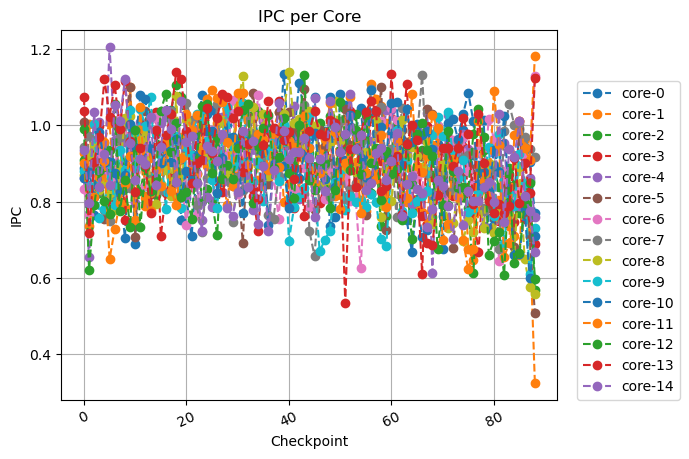 IPC per Core
1.2
1.0
0.8
0.6
0.4
IPC
0
20
40
60
80
Checkpoint
core-0
core-1
core-2
core-3
core-4
core-5
core-6
core-7
core-8
core-9
core-10
core-11
core-12
core-13
core-14